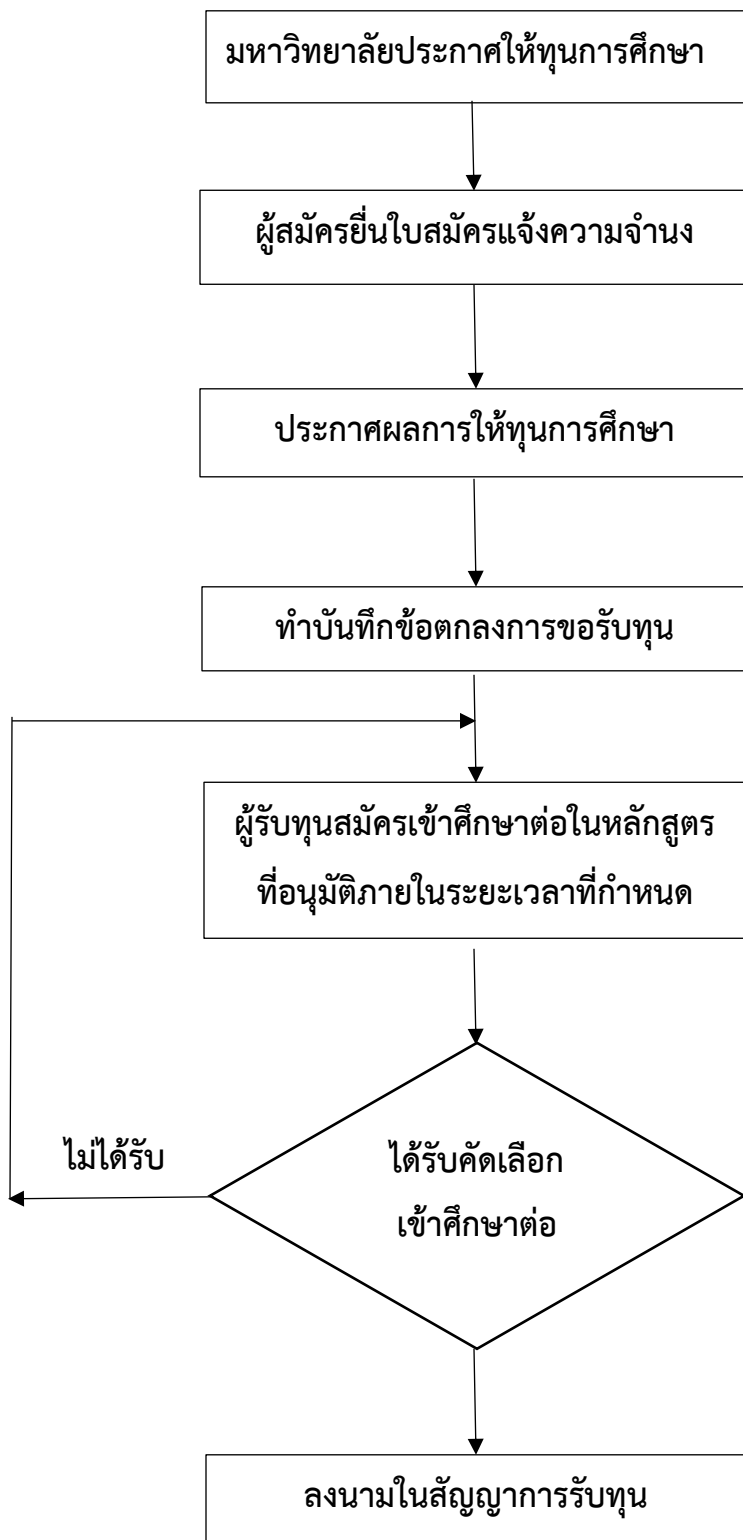 มหาวิทยาลัยประกาศให้ทุนการศึกษา
ผู้สมัครยื่นใบสมัครแจ้งความจำนง
ประกาศผลการให้ทุนการศึกษา
ทำบันทึกข้อตกลงการขอรับทุน
ผู้รับทุนสมัครเข้าศึกษาต่อในหลักสูตร
ที่อนุมัติภายในระยะเวลาที่กำหนด
ไม่ได้รับ
ได้รับคัดเลือก
เข้าศึกษาต่อ
ลงนามในสัญญาการรับทุน